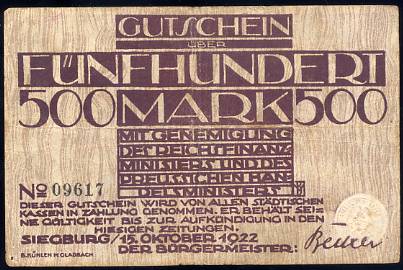 GUTSCHEIN
ÜBER
FÜNFHUNDERT
500 MARK 500
MIT GENEHMIGUNG
DES REICHSFINANZ
MINISTERS UND DES
PREUSSISCHEN HAN=
DELSMINISTERS
No 09617
DIESER GUTSCHEIN WIRD VON ALLEN STÄDTISCHEN
KASSEN IN ZAHLUNG GENOMMEN. ER BEHÄLT SEI=
NE GÜLTIGKEIT BIS ZUR AUFKÜNDIGUNG IN DEN
HIESIGEN ZEITUNGEN.
SIEGBURG / 15. OKTOBER 1922
DER BÜRGERMEISTER:
B. KÜHLEN M. GLADBACH